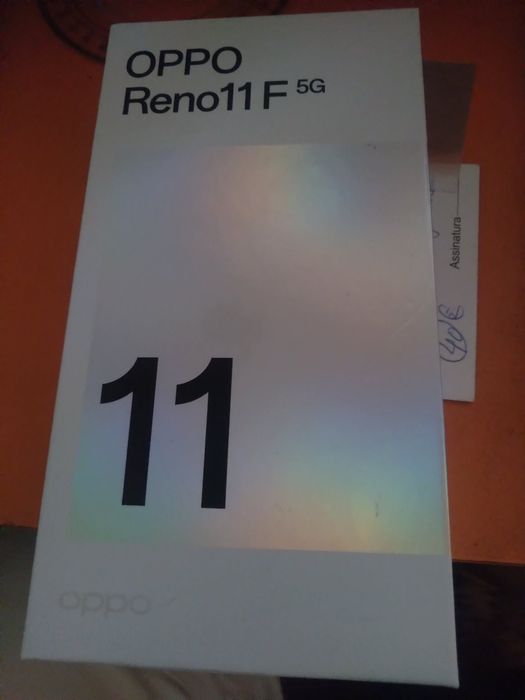 OPPO
Reno11 F 5G
11
oppo
Assinatura